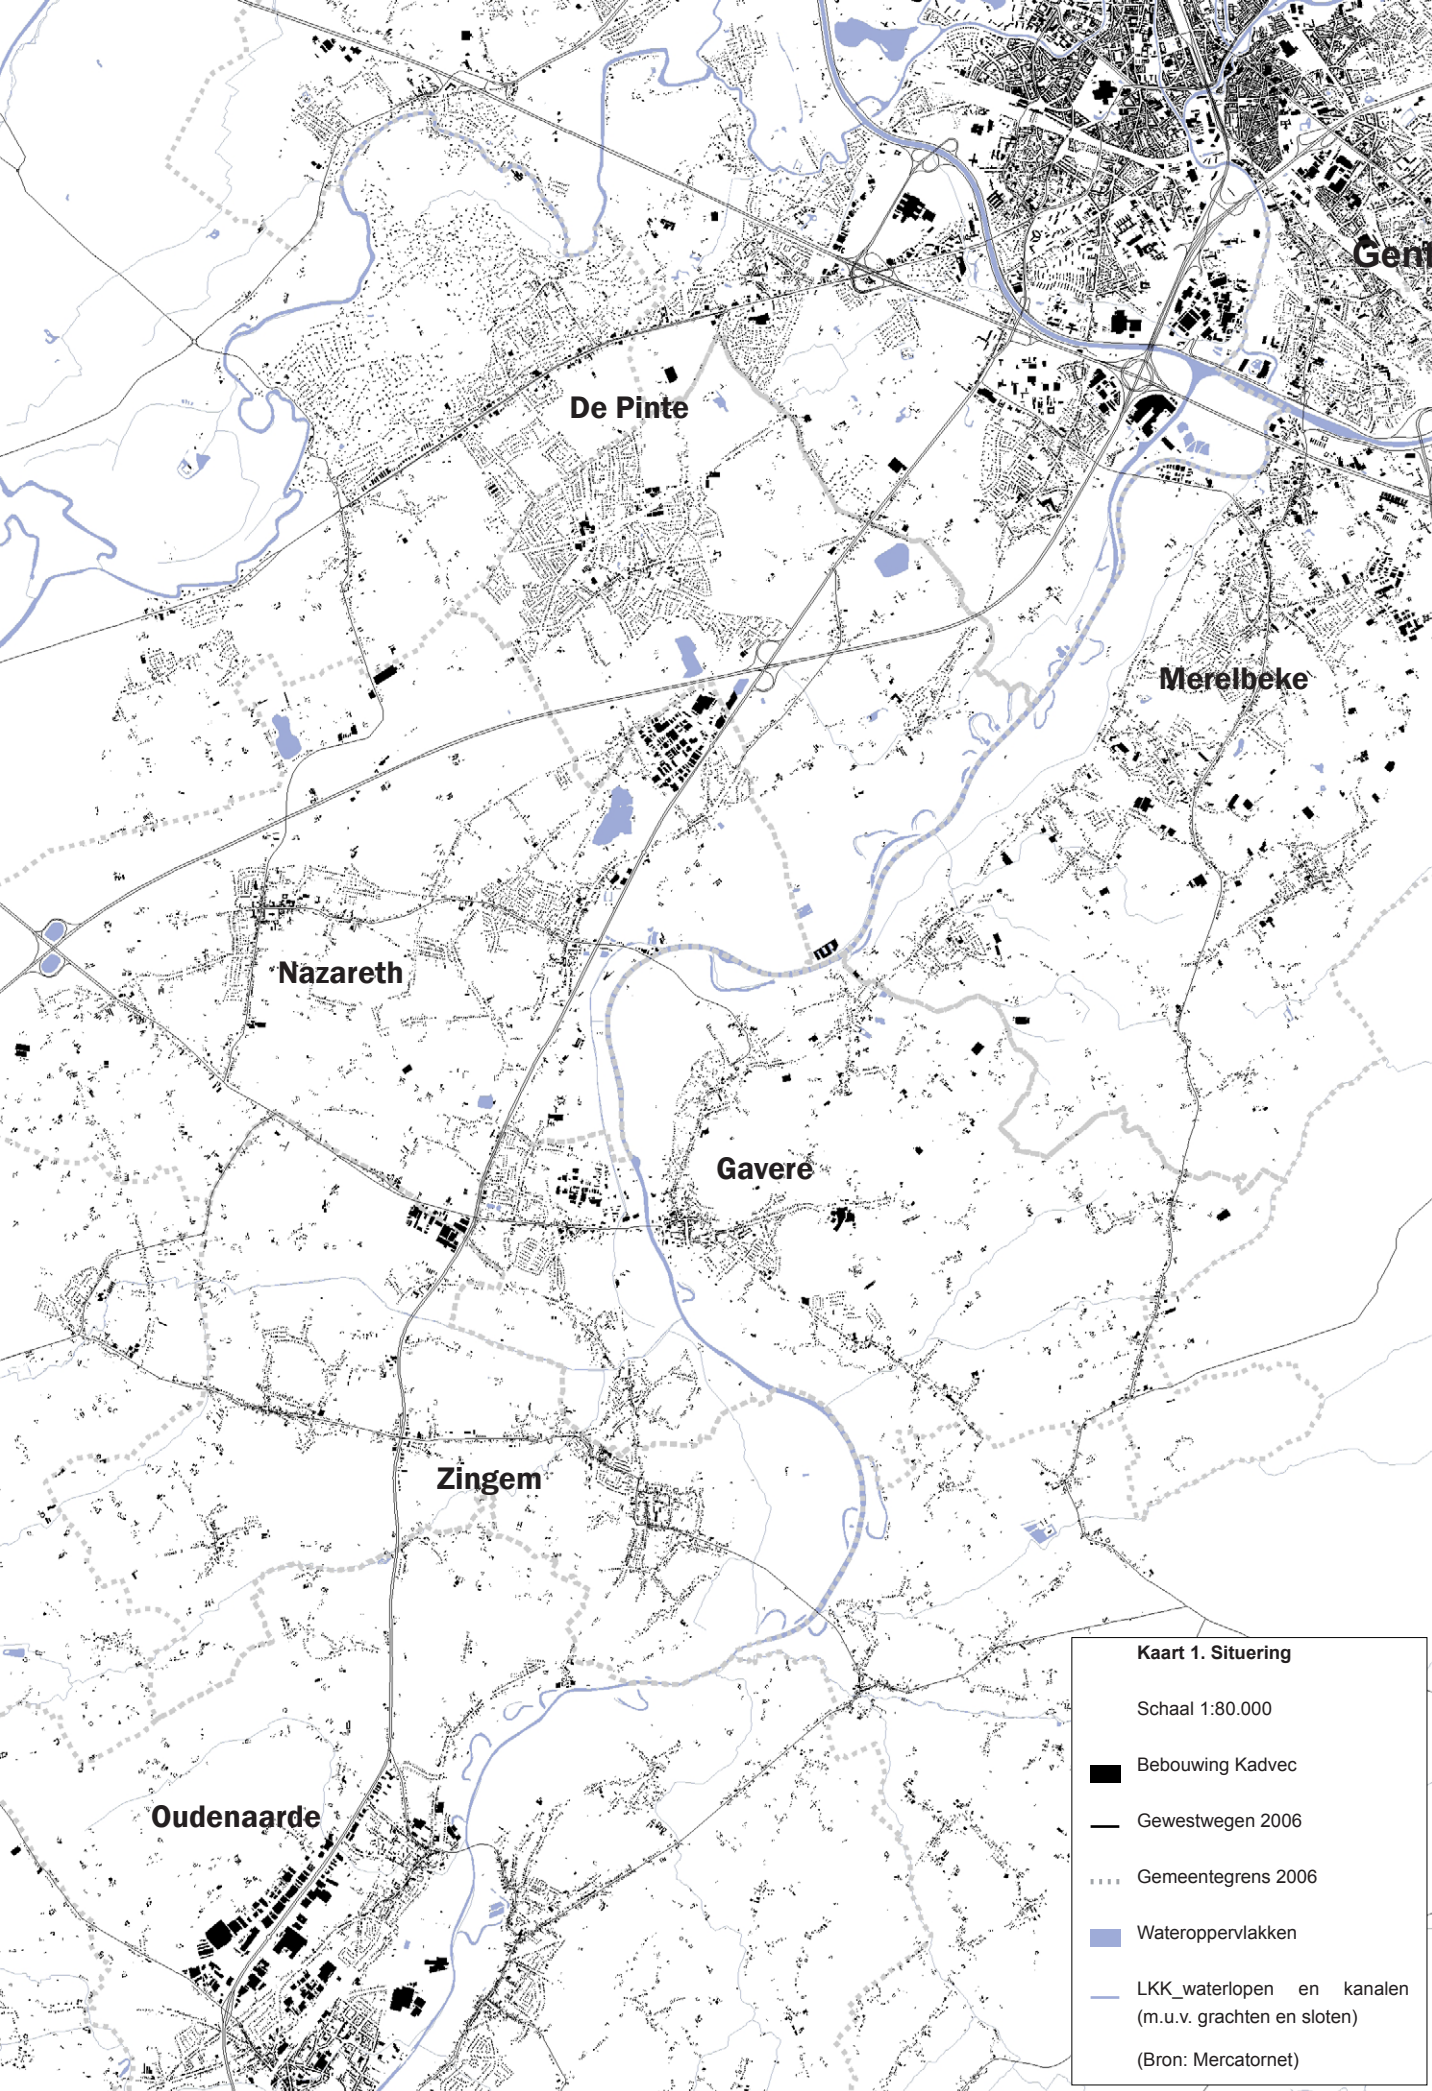 Gent
De Pinte
Merelbeke
Nazareth
Gavere
Zingem
Oudenaarde
Kaart 1. Situering
Schaal 1:80.000
Bebouwing Kadvec
Gewestwegen 2006
Gemeentegrens 2006
Wateroppervlakken
LKK_waterlopen en kanalen
(m.u.v. grachten en sloten)
(Bron: Mercatornet)